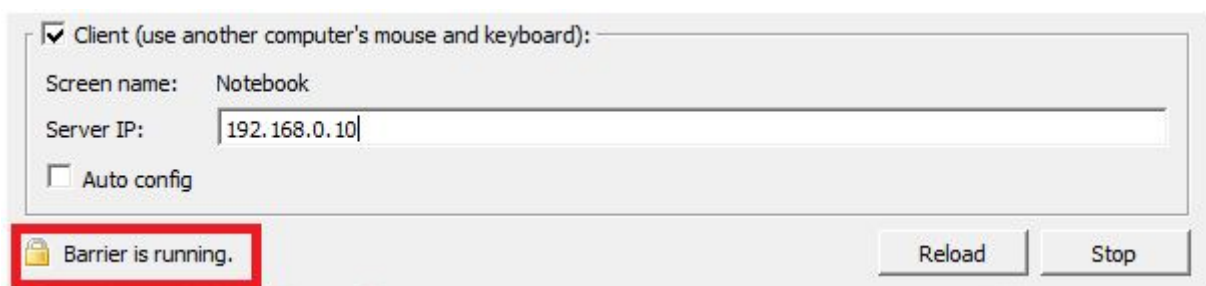 Client (use another computer's mouse and keyboard):
Screen name: Notebook
Server IP: 192.168.0.10
Auto config
Barrier is running. Reload Stop